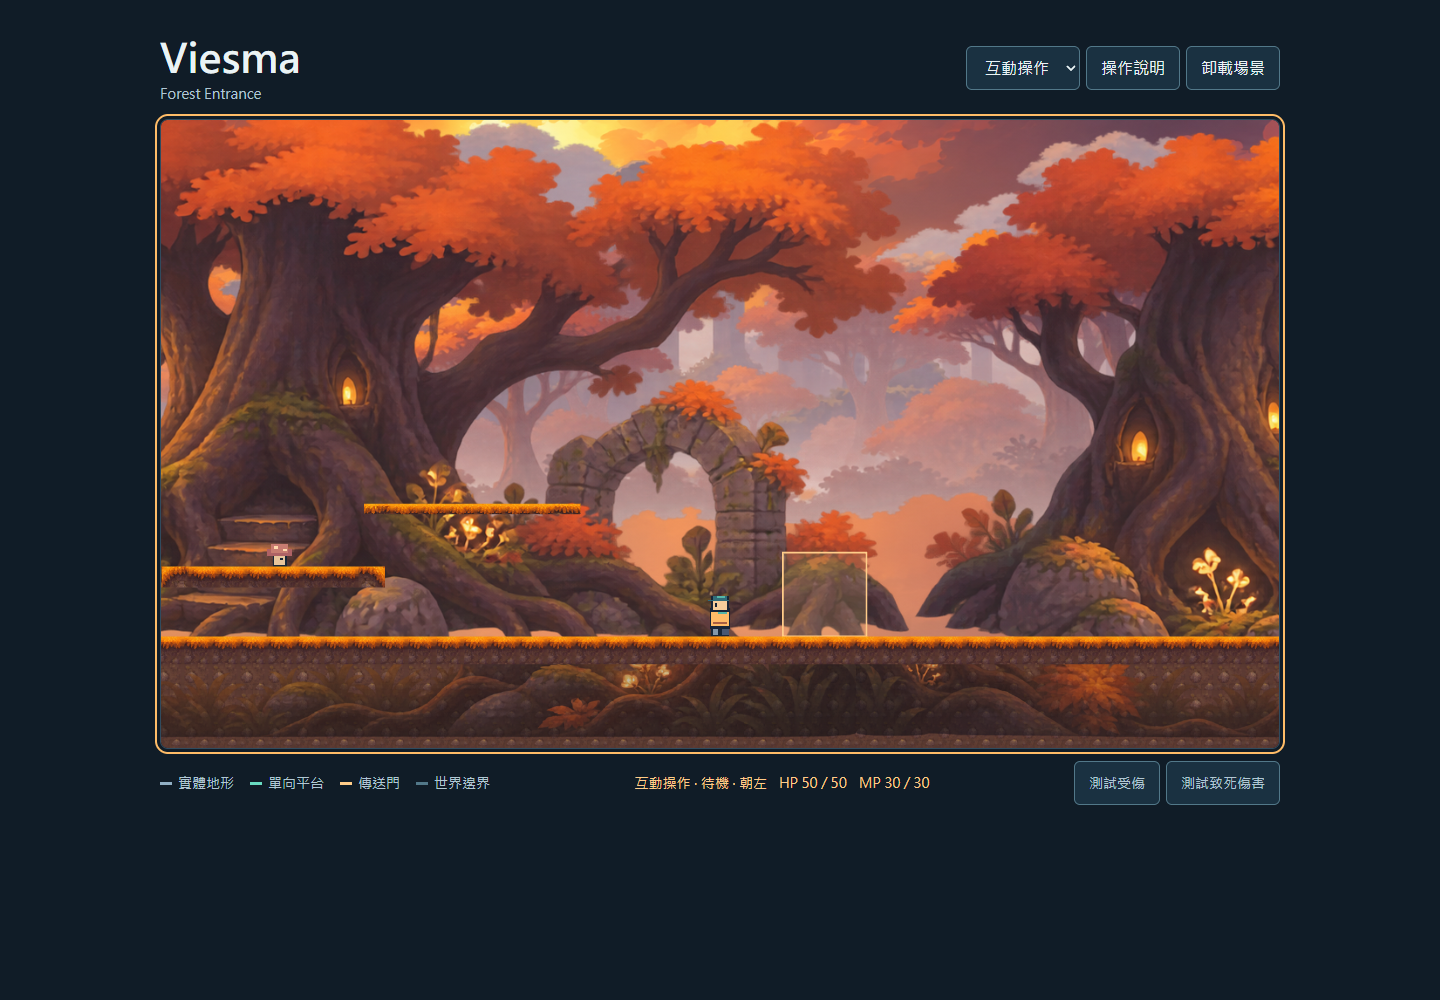 Viesma
Forest Entrance
互動操作
操作說明
卸載場景
實體地形
單向平台
傳送門
世界邊界
互動操作 · 待機 · 朝左 HP 50 / 50 MP 30 / 30
測試受傷
測試致死傷害